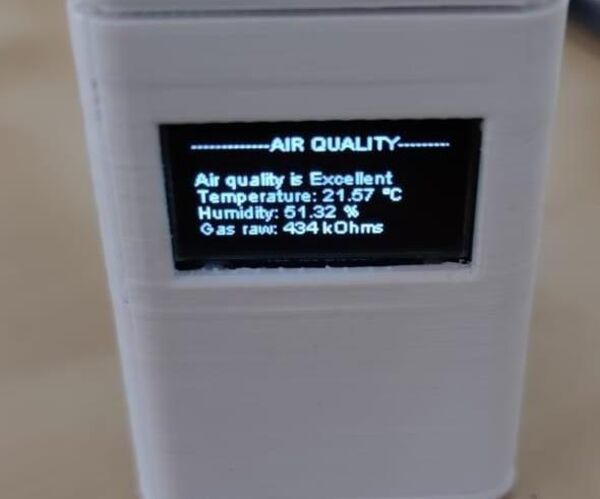 ------------AIR QUALITY---------
Air quality is Excellent
Temperature: 21.57 °C
Humidity: 51.32 %
Gas raw: 434 kOhms